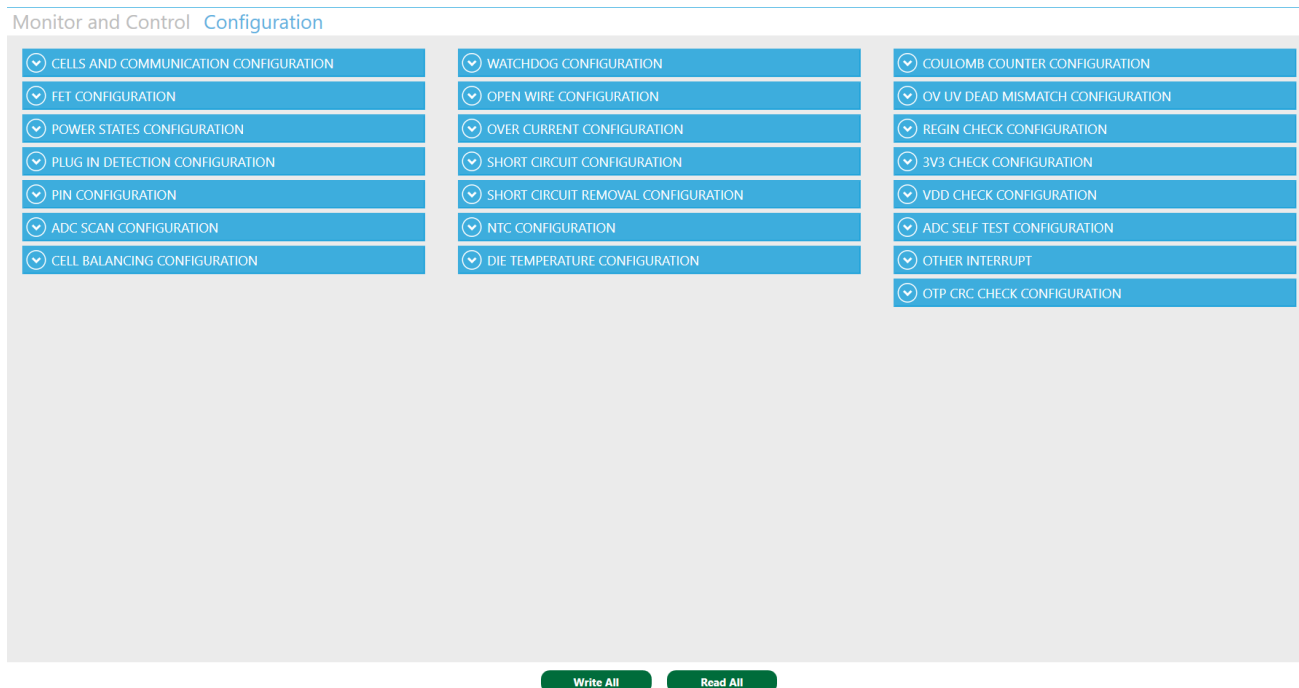 Monitor and Control Configuration
CELLS AND COMMUNICATION CONFIGURATION
FET CONFIGURATION
POWER STATES CONFIGURATION
PLUG IN DETECTION CONFIGURATION
PIN CONFIGURATION
ADC SCAN CONFIGURATION
CELL BALANCING CONFIGURATION
WATCHDOG CONFIGURATION
OPEN WIRE CONFIGURATION
OVER CURRENT CONFIGURATION
SHORT CIRCUIT CONFIGURATION
SHORT CIRCUIT REMOVAL CONFIGURATION
NTC CONFIGURATION
DIE TEMPERATURE CONFIGURATION
COULOMB COUNTER CONFIGURATION
OV UV DEAD MISMATCH CONFIGURATION
REGIN CHECK CONFIGURATION
3V3 CHECK CONFIGURATION
VDD CHECK CONFIGURATION
ADC SELF TEST CONFIGURATION
OTHER INTERRUPT
OTP CRC CHECK CONFIGURATION
Write All Read All